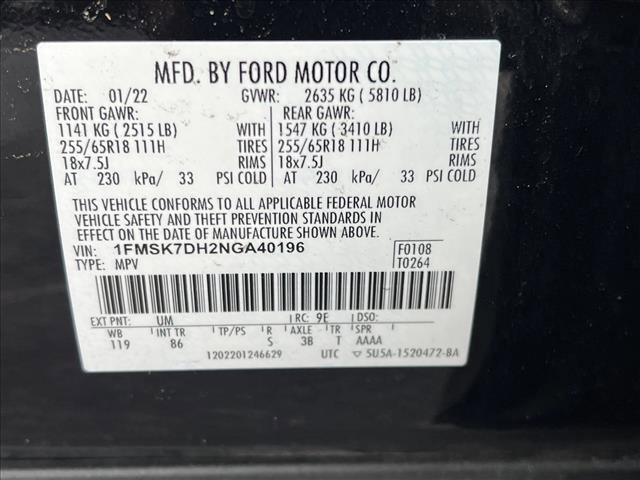 MFD. BY FORD MOTOR CO.
DATE: 01/22 GVWR: 2635 KG ( 5810 LB)
FRONT GAWR: REAR GAWR:
1141 KG ( 2515 LB) WITH 1547 KG ( 3410 LB) WITH
255/65R18 111H TIRES 255/65R18 111H TIRES
18x7.5J RIMS 18x7.5J RIMS
AT 230 kPa/ 33 PSI COLD AT 230 kPa/ 33 PSI COLD
THIS VEHICLE CONFORMS TO ALL APPLICABLE FEDERAL MOTOR
VEHICLE SAFETY AND THEFT PREVENTION STANDARDS IN
EFFECT ON THE DATE OF MANUFACTURE SHOWN ABOVE.
VIN: 1FMSK7DH2NGA40196 F0108
TYPE: MPV T0264
EXT PNT: UM RC: 9E DSO:
WB INT TR TP/PS R AXLE TR SPR
119 86 S 3B T AAAA
1202201246629 UTC 5U5A-1520472-BA